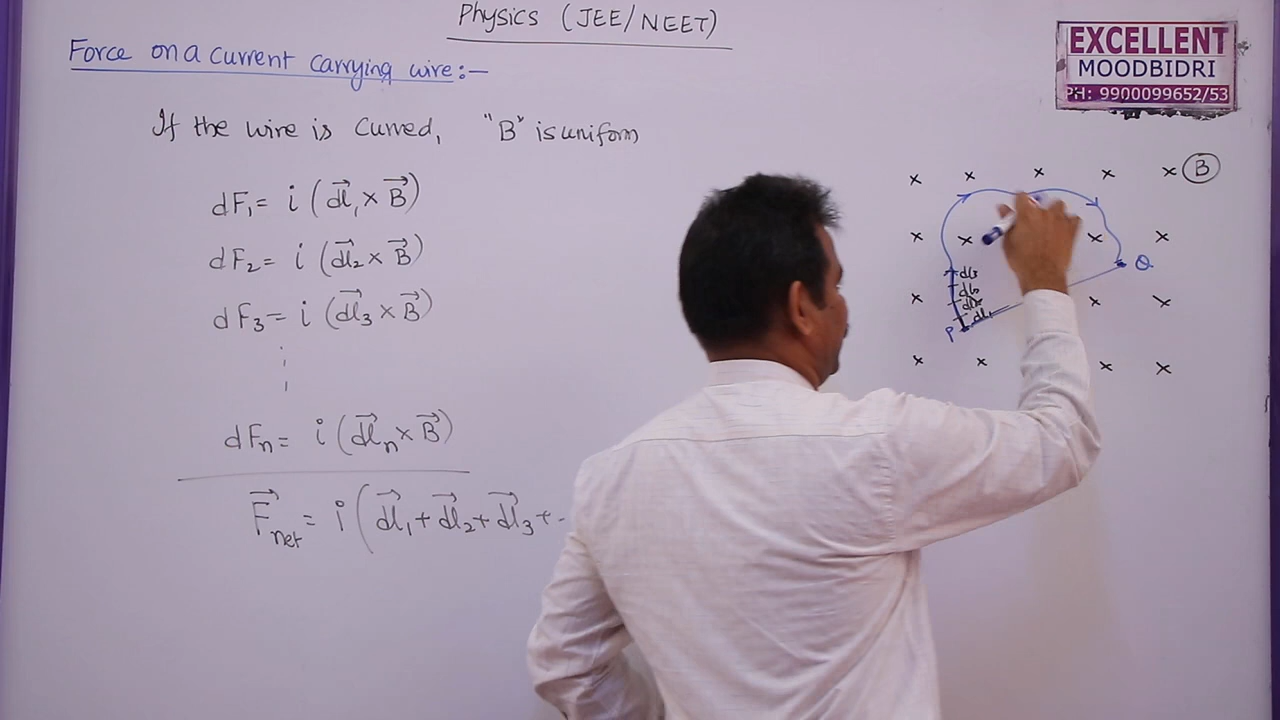 Physics (JEE/NEET)
EXCELLENT
MOODBIDRI
PH: 9900099652/53
Force on a current carrying wire:-
If the wire is curved, "B" is uniform
dF₁ = i (dl₁ × B)
dF₂ = i (dl₂ × B)
dF₃ = i (dl₃ × B)
dFn = i (dln × B)
Fnet = i (dl₁ + dl₂ + dl₃ +
B
Q
P